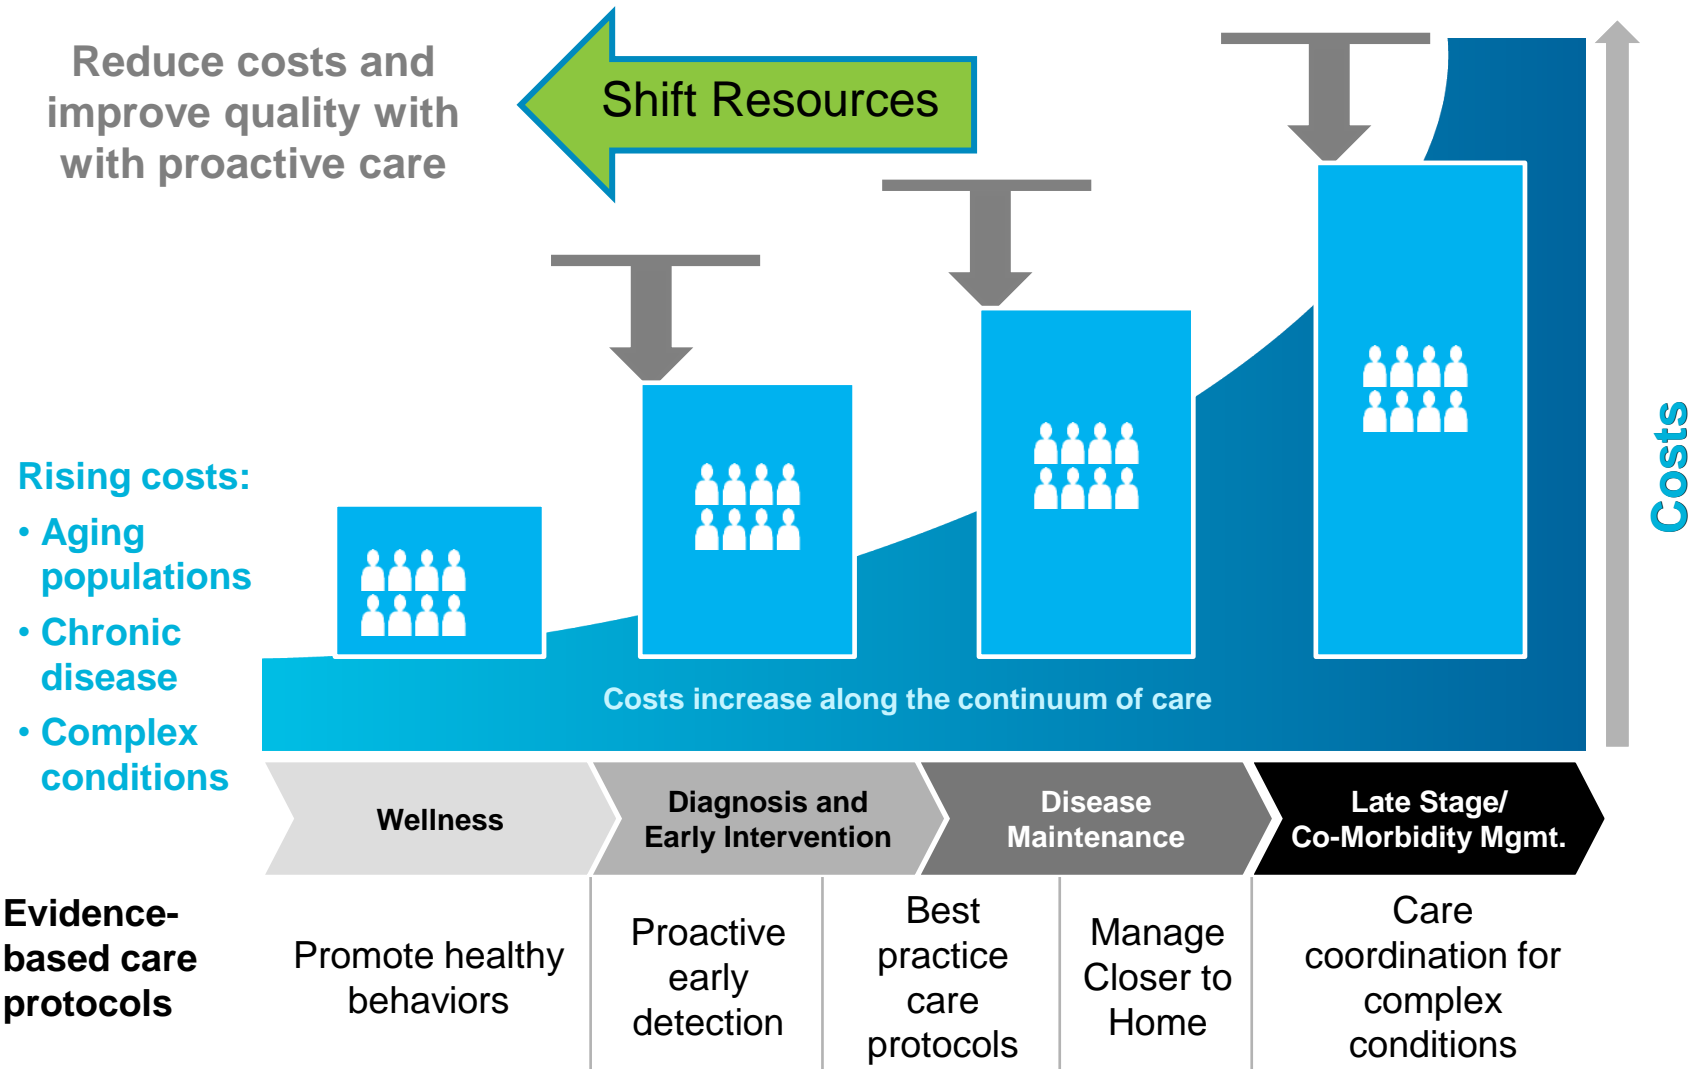 Reduce costs and
improve quality with
with proactive care
Shift Resources
Rising costs:
• Aging
populations
• Chronic
disease
• Complex
conditions
Costs
Costs increase along the continuum of care
Wellness
Diagnosis and
Early Intervention
Disease
Maintenance
Late Stage/
Co-Morbidity Mgmt.
Evidence-
based care
protocols
Promote healthy
behaviors
Proactive
early
detection
Best
practice
care
protocols
Manage
Closer to
Home
Care
coordination for
complex
conditions